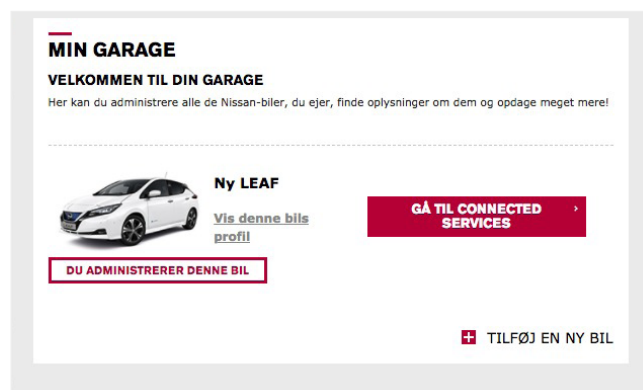 MIN GARAGE
VELKOMMEN TIL DIN GARAGE
Her kan du administrere alle de Nissan-biler, du ejer, finde oplysninger om dem og opdage meget mere!
Ny LEAF
Vis denne bils
profil
GÅ TIL CONNECTED
SERVICES
DU ADMINISTRERER DENNE BIL
TILFØJ EN NY BIL